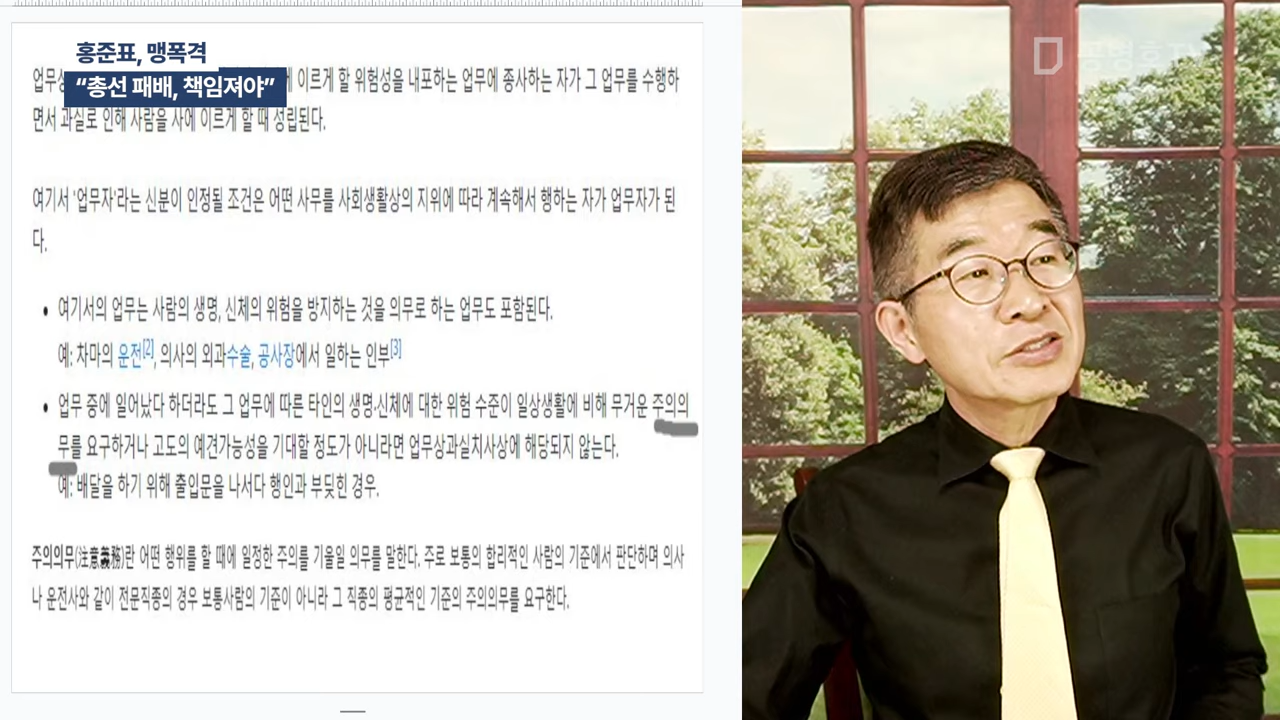 홍준표, 맹폭격
“총선 패배, 책임져야”
이르게 할 위험성을 내포하는 업무에 종사하는 자가 그 업무를 수행하
면서 과실로 인해 사람을 사에 이르게 할 때 성립된다.
여기서 '업무자'라는 신분이 인정될 조건은 어떤 사무를 사회생활상의 지위에 따라 계속해서 행하는 자가 업무자가 된
다.
• 여기서의 업무는 사람의 생명, 신체의 위험을 방지하는 것을 의무로 하는 업무도 포함된다.
예: 차마의 운전[2], 의사의 외과수술, 공사장에서 일하는 인부[3]
• 업무 중에 일어났다 하더라도 그 업무에 따른 타인의 생명·신체에 대한 위험 수준이 일상생활에 비해 무거운 주의의
무를 요구하거나 고도의 예견가능성을 기대할 정도가 아니라면 업무상과실치사상에 해당되지 않는다.
예: 배달을 하기 위해 출입문을 나서다 행인과 부딪힌 경우.
주의의무(注意義務)란 어떤 행위를 할 때에 일정한 주의를 기울일 의무를 말한다. 주로 보통의 합리적인 사람의 기준에서 판단하며 의사
나 운전사와 같이 전문직종의 경우 보통사람의 기준이 아니라 그 직종의 평균적인 기준의 주의의무를 요구한다.